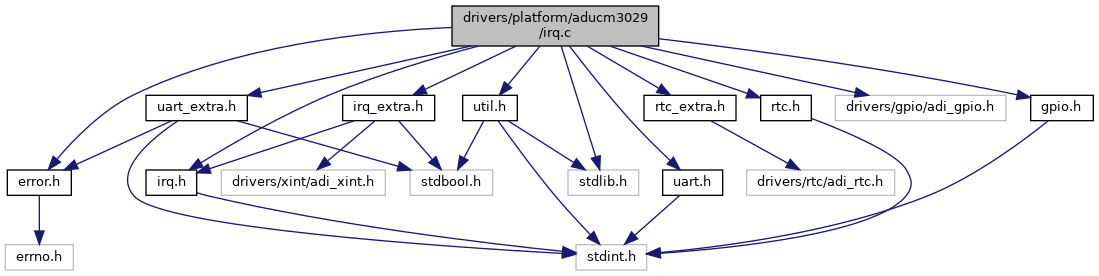 drivers/platform/aducm3029
/irq.c
uart_extra.h
irq_extra.h
util.h
rtc_extra.h
rtc.h
drivers/gpio/adi_gpio.h
gpio.h
error.h
irq.h
drivers/xint/adi_xint.h
stdbool.h
stdlib.h
uart.h
drivers/rtc/adi_rtc.h
errno.h
stdint.h